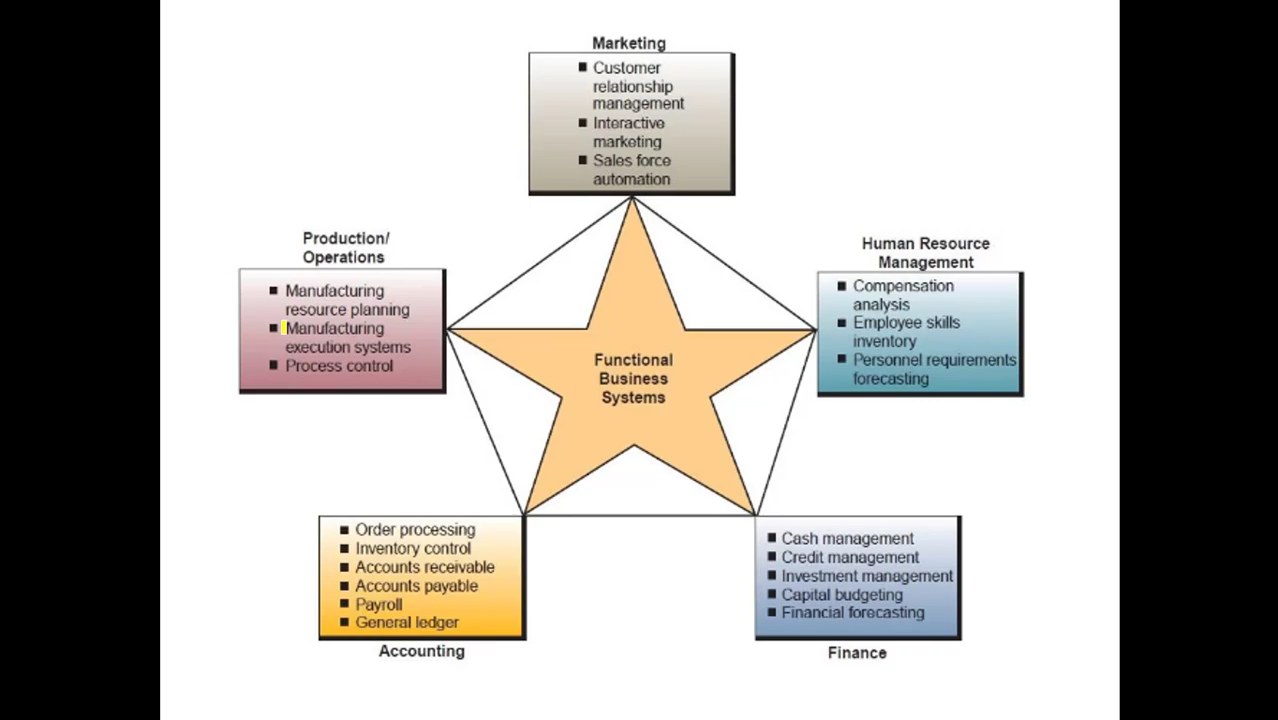 Marketing
■ Customer
relationship
management
■ Interactive
marketing
■ Sales force
automation
Production/
Operations
■ Manufacturing
resource planning
■ Manufacturing
execution systems
■ Process control
Human Resource
Management
■ Compensation
analysis
■ Employee skills
inventory
■ Personnel requirements
forecasting
Functional
Business
Systems
■ Order processing
■ Inventory control
■ Accounts receivable
■ Accounts payable
■ Payroll
■ General ledger
Accounting
■ Cash management
■ Credit management
■ Investment management
■ Capital budgeting
■ Financial forecasting
Finance